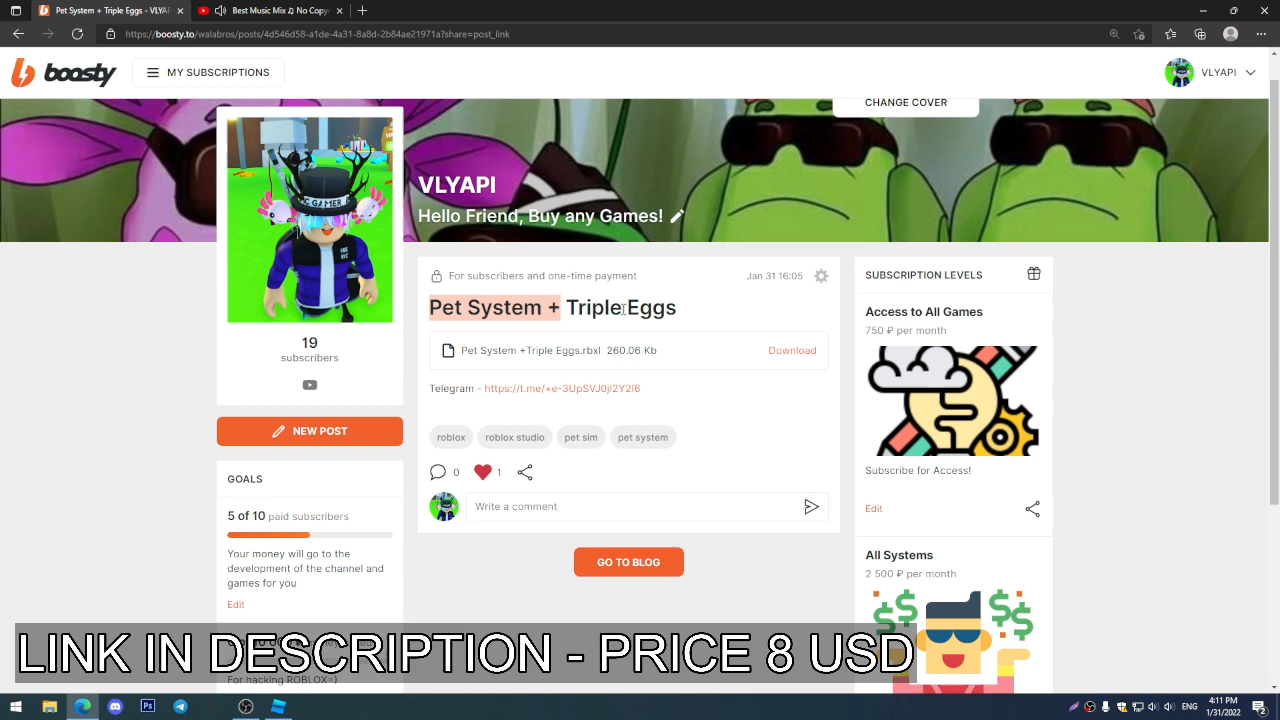 Pet System + Triple Eggs - VLYAPI
Best Music Mix ♫ No Copy
https://boosty.to/walabros/posts/4d546d58-a1de-4a31-8a8d-2b84ae21971a?share=post_link
boosty
MY SUBSCRIPTIONS
VLYAPI
CHANGE COVER
VLYAPI
Hello Friend, Buy any Games!
19
subscribers
NEW POST
GOALS
5 of 10 paid subscribers
Your money will go to the
development of the channel and
games for you
Edit
For hacking ROBLOX=)
For subscribers and one-time payment
Jan 31 16:05
Pet System + Triple Eggs
Pet System +Triple Eggs.rbxl 260.06 Kb
Download
Telegram - https://t.me/+e-3UpSVJ0jI2Y2I6
roblox
roblox studio
pet sim
pet system
0
1
Write a comment
GO TO BLOG
SUBSCRIPTION LEVELS
Access to All Games
750 ₽ per month
Subscribe for Access!
Edit
All Systems
2 500 ₽ per month
LINK IN DESCRIPTION - PRICE 8 USD
ENG
4:11 PM
1/31/2022
2